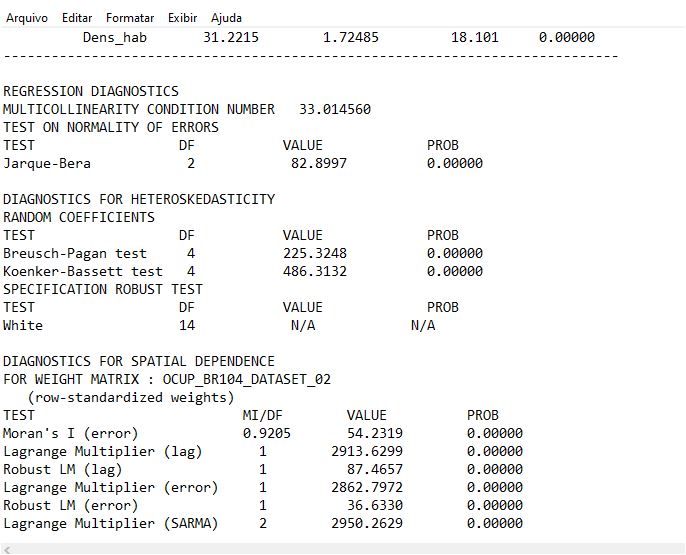 Arquivo Editar Formatar Exibir Ajuda
Dens_hab 31.2215 1.72485 18.101 0.00000
-----------------------------------------------------------------------------
REGRESSION DIAGNOSTICS
MULTICOLLINEARITY CONDITION NUMBER 33.014560
TEST ON NORMALITY OF ERRORS
TEST DF VALUE PROB
Jarque-Bera 2 82.8997 0.00000
DIAGNOSTICS FOR HETEROSKEDASTICITY
RANDOM COEFFICIENTS
TEST DF VALUE PROB
Breusch-Pagan test 4 225.3248 0.00000
Koenker-Bassett test 4 486.3132 0.00000
SPECIFICATION ROBUST TEST
TEST DF VALUE PROB
White 14 N/A N/A
DIAGNOSTICS FOR SPATIAL DEPENDENCE
FOR WEIGHT MATRIX : OCUP_BR104_DATASET_02
(row-standardized weights)
TEST MI/DF VALUE PROB
Moran's I (error) 0.9205 54.2319 0.00000
Lagrange Multiplier (lag) 1 2913.6299 0.00000
Robust LM (lag) 1 87.4657 0.00000
Lagrange Multiplier (error) 1 2862.7972 0.00000
Robust LM (error) 1 36.6330 0.00000
Lagrange Multiplier (SARMA) 2 2950.2629 0.00000